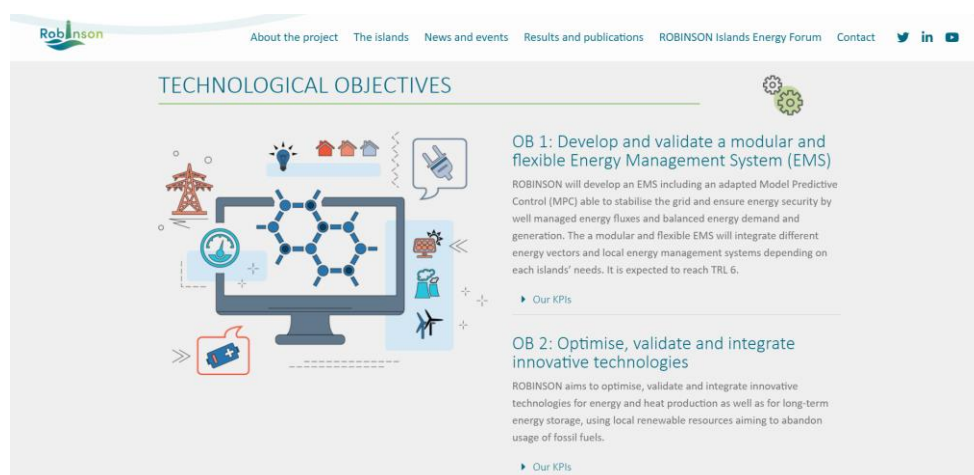 Robinson
About the project The islands News and events Results and publications ROBINSON Islands Energy Forum Contact
TECHNOLOGICAL OBJECTIVES
OB 1: Develop and validate a modular and
flexible Energy Management System (EMS)
ROBINSON will develop an EMS including an adapted Model Predictive
Control (MPC) able to stabilise the grid and ensure energy security by
well managed energy fluxes and balanced energy demand and
generation. The a modular and flexible EMS will integrate different
energy vectors and local energy management systems depending on
each islands' needs. It is expected to reach TRL 6.
Our KPIs
OB 2: Optimise, validate and integrate
innovative technologies
ROBINSON aims to optimise, validate and integrate innovative
technologies for energy and heat production as well as for long-term
energy storage, using local renewable resources aiming to abandon
usage of fossil fuels.
Our KPIs